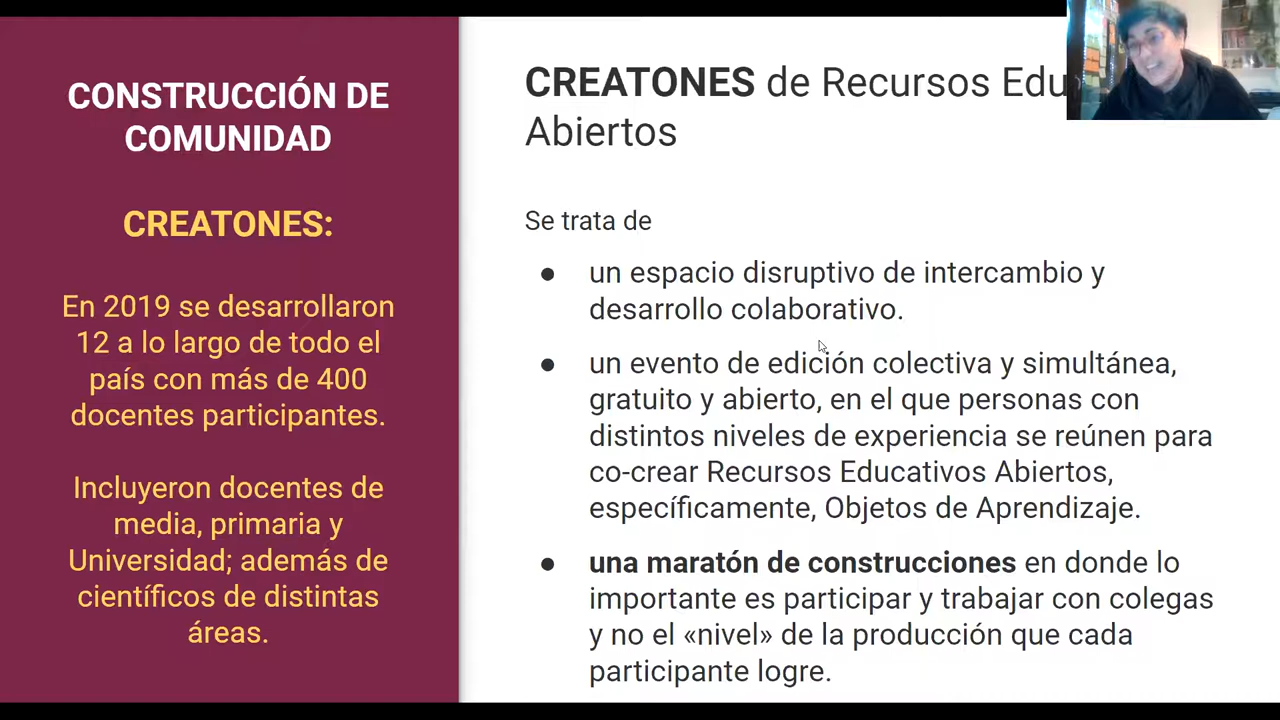 CONSTRUCCIÓN DE
COMUNIDAD
CREATONES:
En 2019 se desarrollaron
12 a lo largo de todo el
país con más de 400
docentes participantes.
Incluyeron docentes de
media, primaria y
Universidad; además de
científicos de distintas
áreas.
CREATONES de Recursos Edu
Abiertos
Se trata de
● un espacio disruptivo de intercambio y
desarrollo colaborativo.
● un evento de edición colectiva y simultánea,
gratuito y abierto, en el que personas con
distintos niveles de experiencia se reúnen para
co-crear Recursos Educativos Abiertos,
específicamente, Objetos de Aprendizaje.
● una maratón de construcciones en donde lo
importante es participar y trabajar con colegas
y no el «nivel» de la producción que cada
participante logre.